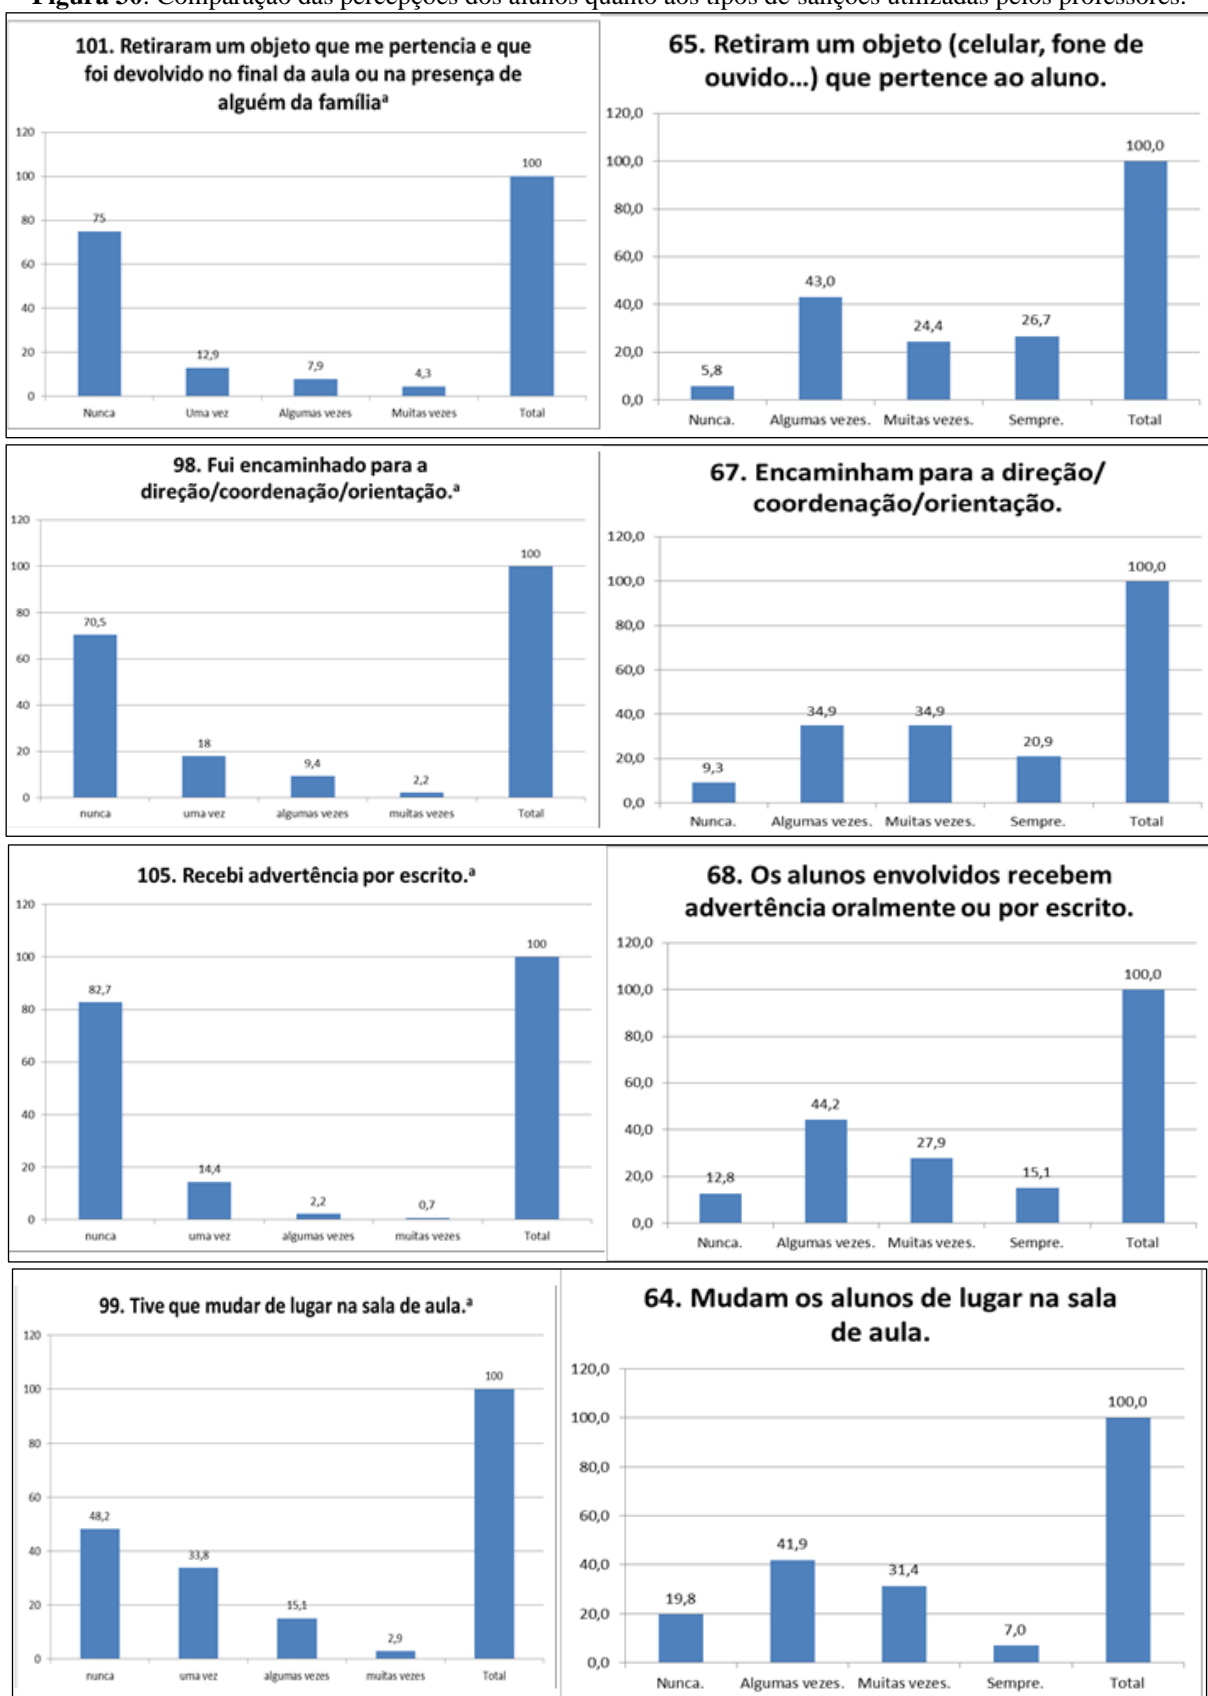 Figura 30. Comparação das percepções dos alunos quanto aos tipos de sanções utilizadas pelos professores.
101. Retiraram um objeto que me pertencia e que
foi devolvido no final da aula ou na presença de
alguém da famíliaª
120
100
80
60
40
20
0
75
12,9
7,9
4,3
100
Nunca
Uma vez
Algumas vezes
Muitas vezes
Total
65. Retiram um objeto (celular, fone de
ouvido...) que pertence ao aluno.
120,0
100,0
80,0
60,0
40,0
20,0
0,0
5,8
43,0
24,4
26,7
100,0
Nunca.
Algumas vezes.
Muitas vezes.
Sempre.
Total
98. Fui encaminhado para a
direção/coordenação/orientação.ª
120
100
80
60
40
20
0
70,5
18
9,4
2,2
100
nunca
uma vez
algumas vezes
muitas vezes
Total
67. Encaminham para a direção/
coordenação/orientação.
120,0
100,0
80,0
60,0
40,0
20,0
0,0
9,3
34,9
34,9
20,9
100,0
Nunca.
Algumas vezes.
Muitas vezes.
Sempre.
Total
105. Recebi advertência por escrito.ª
120
100
80
60
40
20
0
82,7
14,4
2,2
0,7
100
nunca
uma vez
algumas vezes
muitas vezes
Total
68. Os alunos envolvidos recebem
advertência oralmente ou por escrito.
120,0
100,0
80,0
60,0
40,0
20,0
0,0
12,8
44,2
27,9
15,1
100,0
Nunca.
Algumas vezes.
Muitas vezes.
Sempre.
Total
99. Tive que mudar de lugar na sala de aula.ª
120
100
80
60
40
20
0
48,2
33,8
15,1
2,9
100
nunca
uma vez
algumas vezes
muitas vezes
Total
64. Mudam os alunos de lugar na sala
de aula.
120,0
100,0
80,0
60,0
40,0
20,0
0,0
19,8
41,9
31,4
7,0
100,0
Nunca.
Algumas vezes.
Muitas vezes.
Sempre.
Total